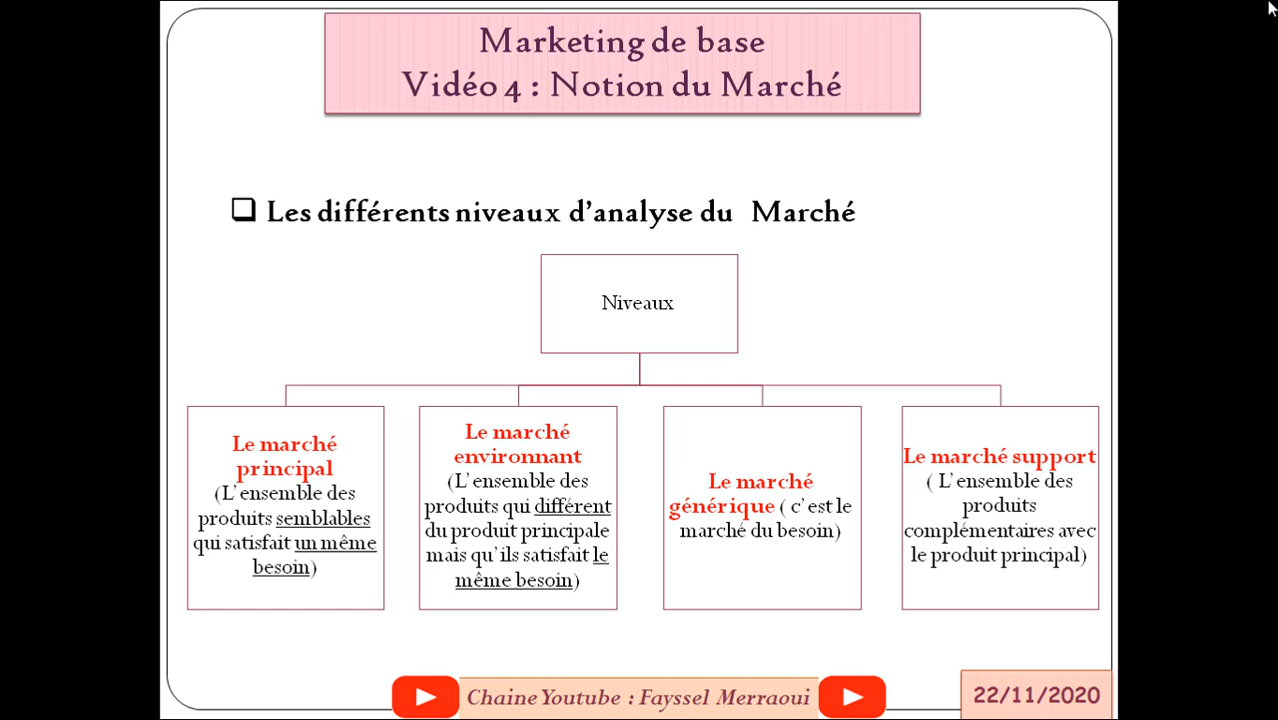 Marketing de base
Vidéo 4 : Notion du Marché
Les différents niveaux d'analyse du Marché
Niveaux
Le marché
principal
(L'ensemble des
produits semblables
qui satisfait un même
besoin)
Le marché
environnant
(L'ensemble des
produits qui différent
du produit principale
mais qu'ils satisfait le
même besoin)
Le marché
générique ( c'est le
marché du besoin)
Le marché support
( L'ensemble des
produits
complémentaires avec
le produit principal)
Chaine Youtube : Fayssel Merraoui
22/11/2020